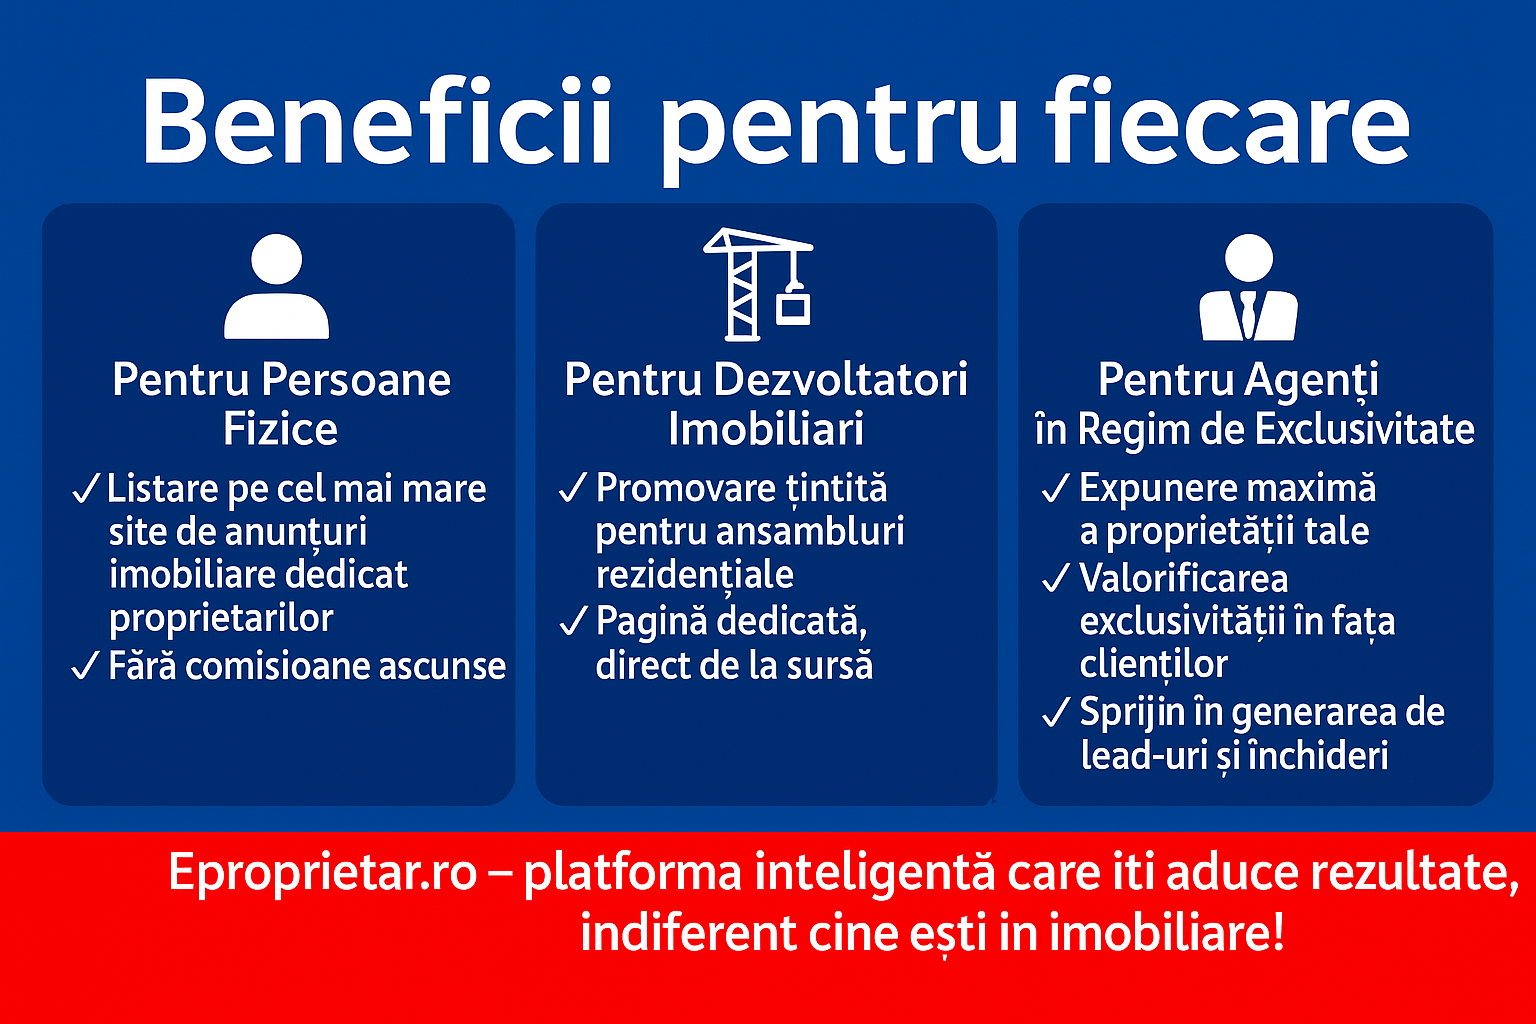 Beneficii pentru fiecare
Pentru Persoane
Fizice
✓ Listare pe cel mai mare
site de anunțuri
imobiliare dedicat
proprietarilor
✓ Fără comisioane ascunse
Pentru Dezvoltatori
Imobiliari
✓ Promovare țintită
pentru ansambluri
rezidențiale
✓ Pagină dedicată,
direct de la sursă
Pentru Agenți
în Regim de Exclusivitate
✓ Expunere maximă
a proprietății tale
✓ Valorificarea
exclusivității în fața
clienților
✓ Sprijin în generarea de
lead-uri și închideri
Eproprietar.ro – platforma inteligentă care iti aduce rezultate,
indiferent cine ești in imobiliare!